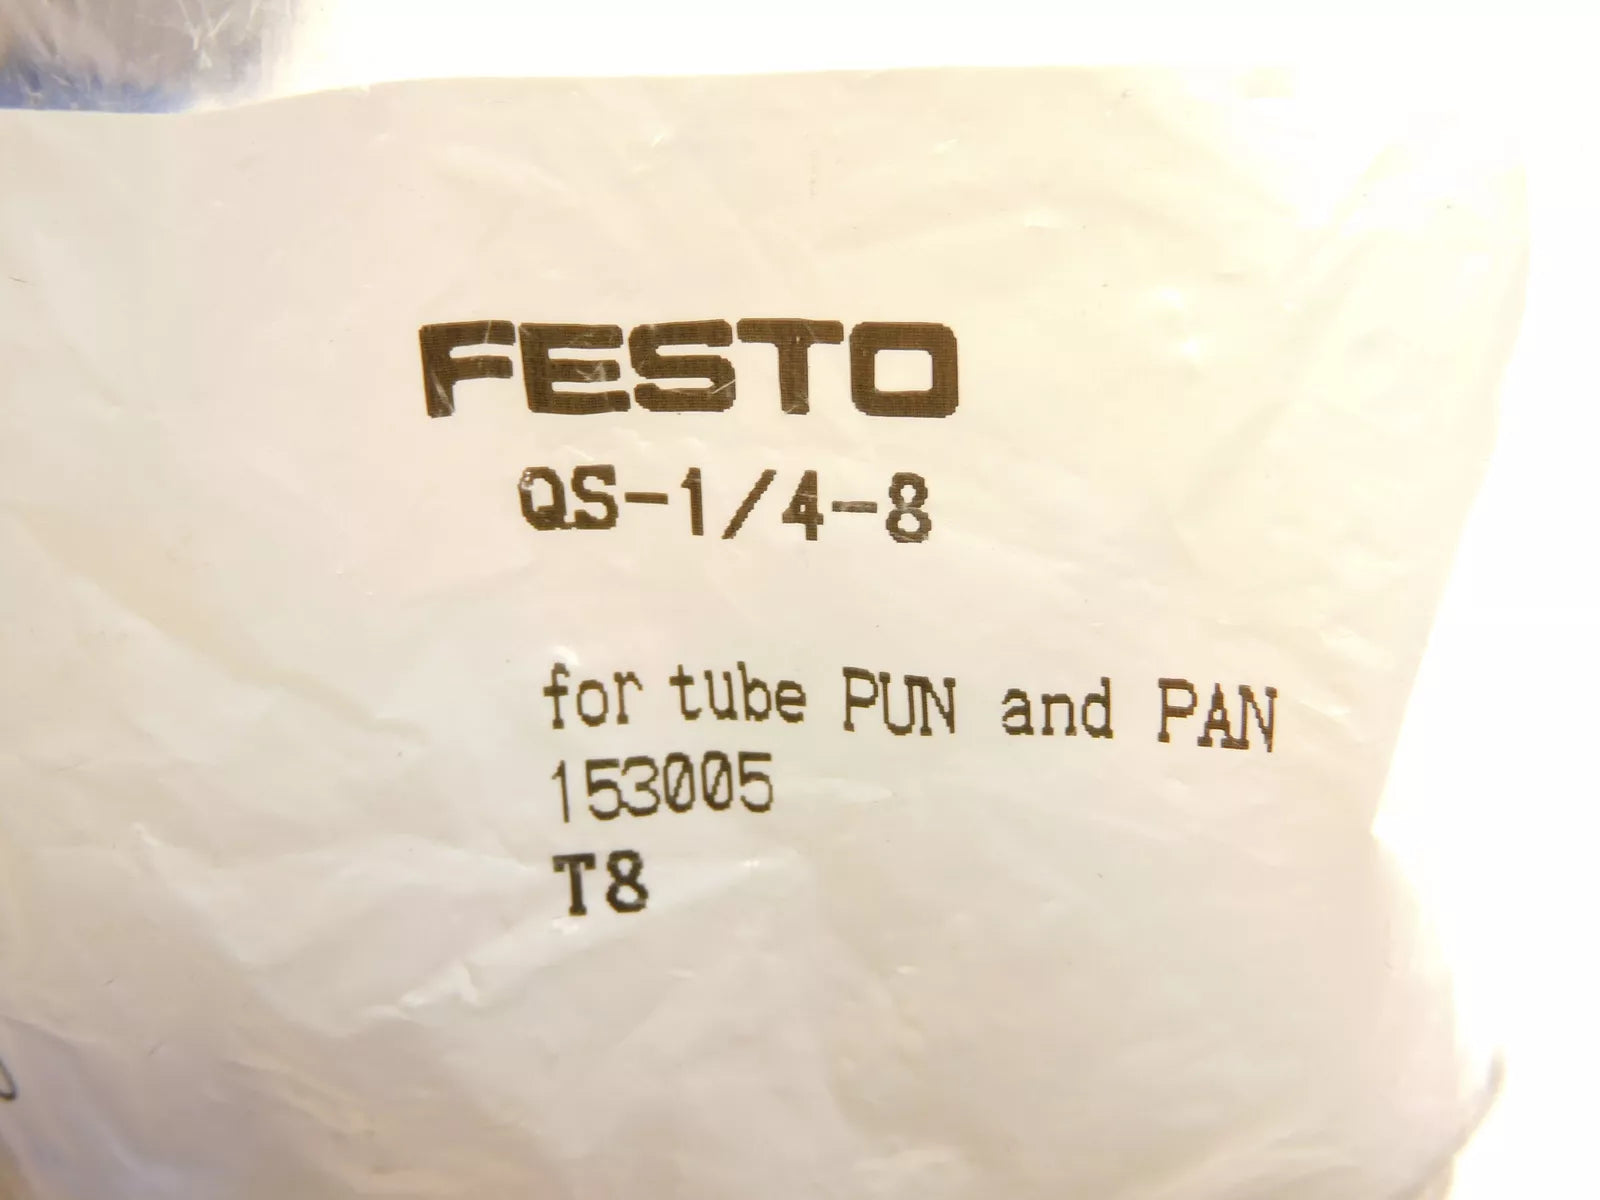 FESTO
QS-1/4-8
for tube PUN and PAN
153005
T8